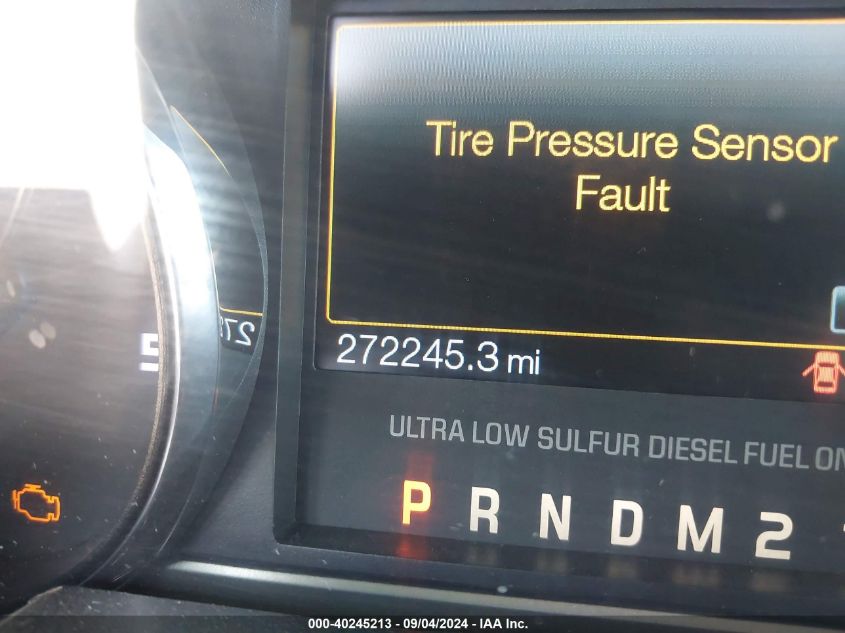 Tire Pressure Sensor
Fault
272245.3 mi
ULTRA LOW SULFUR DIESEL FUEL
P R N D M 2
000-40245213 - 09/04/2024 - IAA Inc.